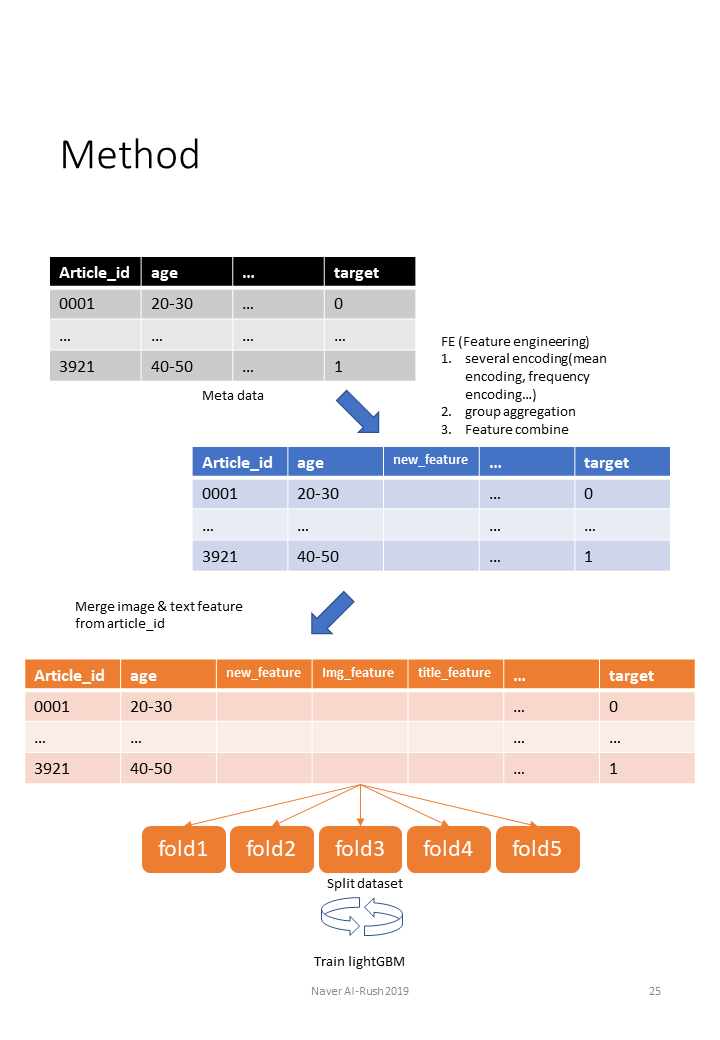 Method
Article_id age ... target
0001 20-30 ... 0
... ... ... ...
3921 40-50 ... 1
Meta data
FE (Feature engineering)
1. several encoding(mean
encoding, frequency
encoding...)
2. group aggregation
3. Feature combine
Article_id age new_feature ... target
0001 20-30 ... 0
... ... ... ...
3921 40-50 ... 1
Merge image & text feature
from article_id
Article_id age new_feature Img_feature title_feature ... target
0001 20-30 ... 0
... ... ... ...
3921 40-50 ... 1
fold1 fold2 fold3 fold4 fold5
Split dataset
Train lightGBM
Naver AI-Rush 2019 25